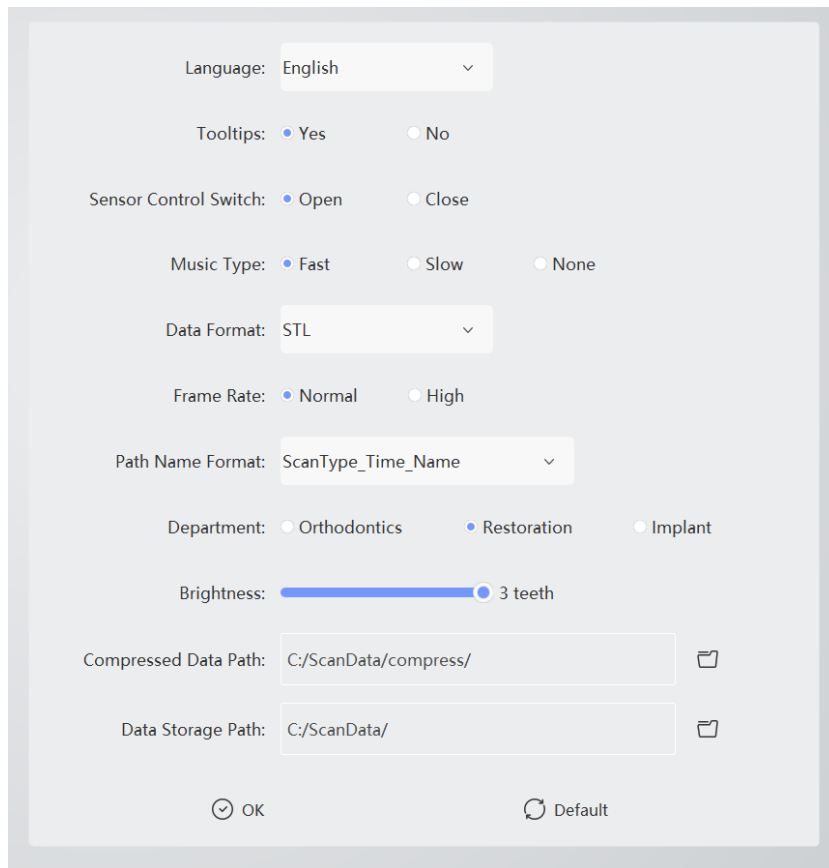 Language: English
Tooltips: Yes No
Sensor Control Switch: Open Close
Music Type: Fast Slow None
Data Format: STL
Frame Rate: Normal High
Path Name Format: ScanType_Time_Name
Department: Orthodontics Restoration Implant
Brightness: 3 teeth
Compressed Data Path: C:/ScanData/compress/
Data Storage Path: C:/ScanData/
OK Default